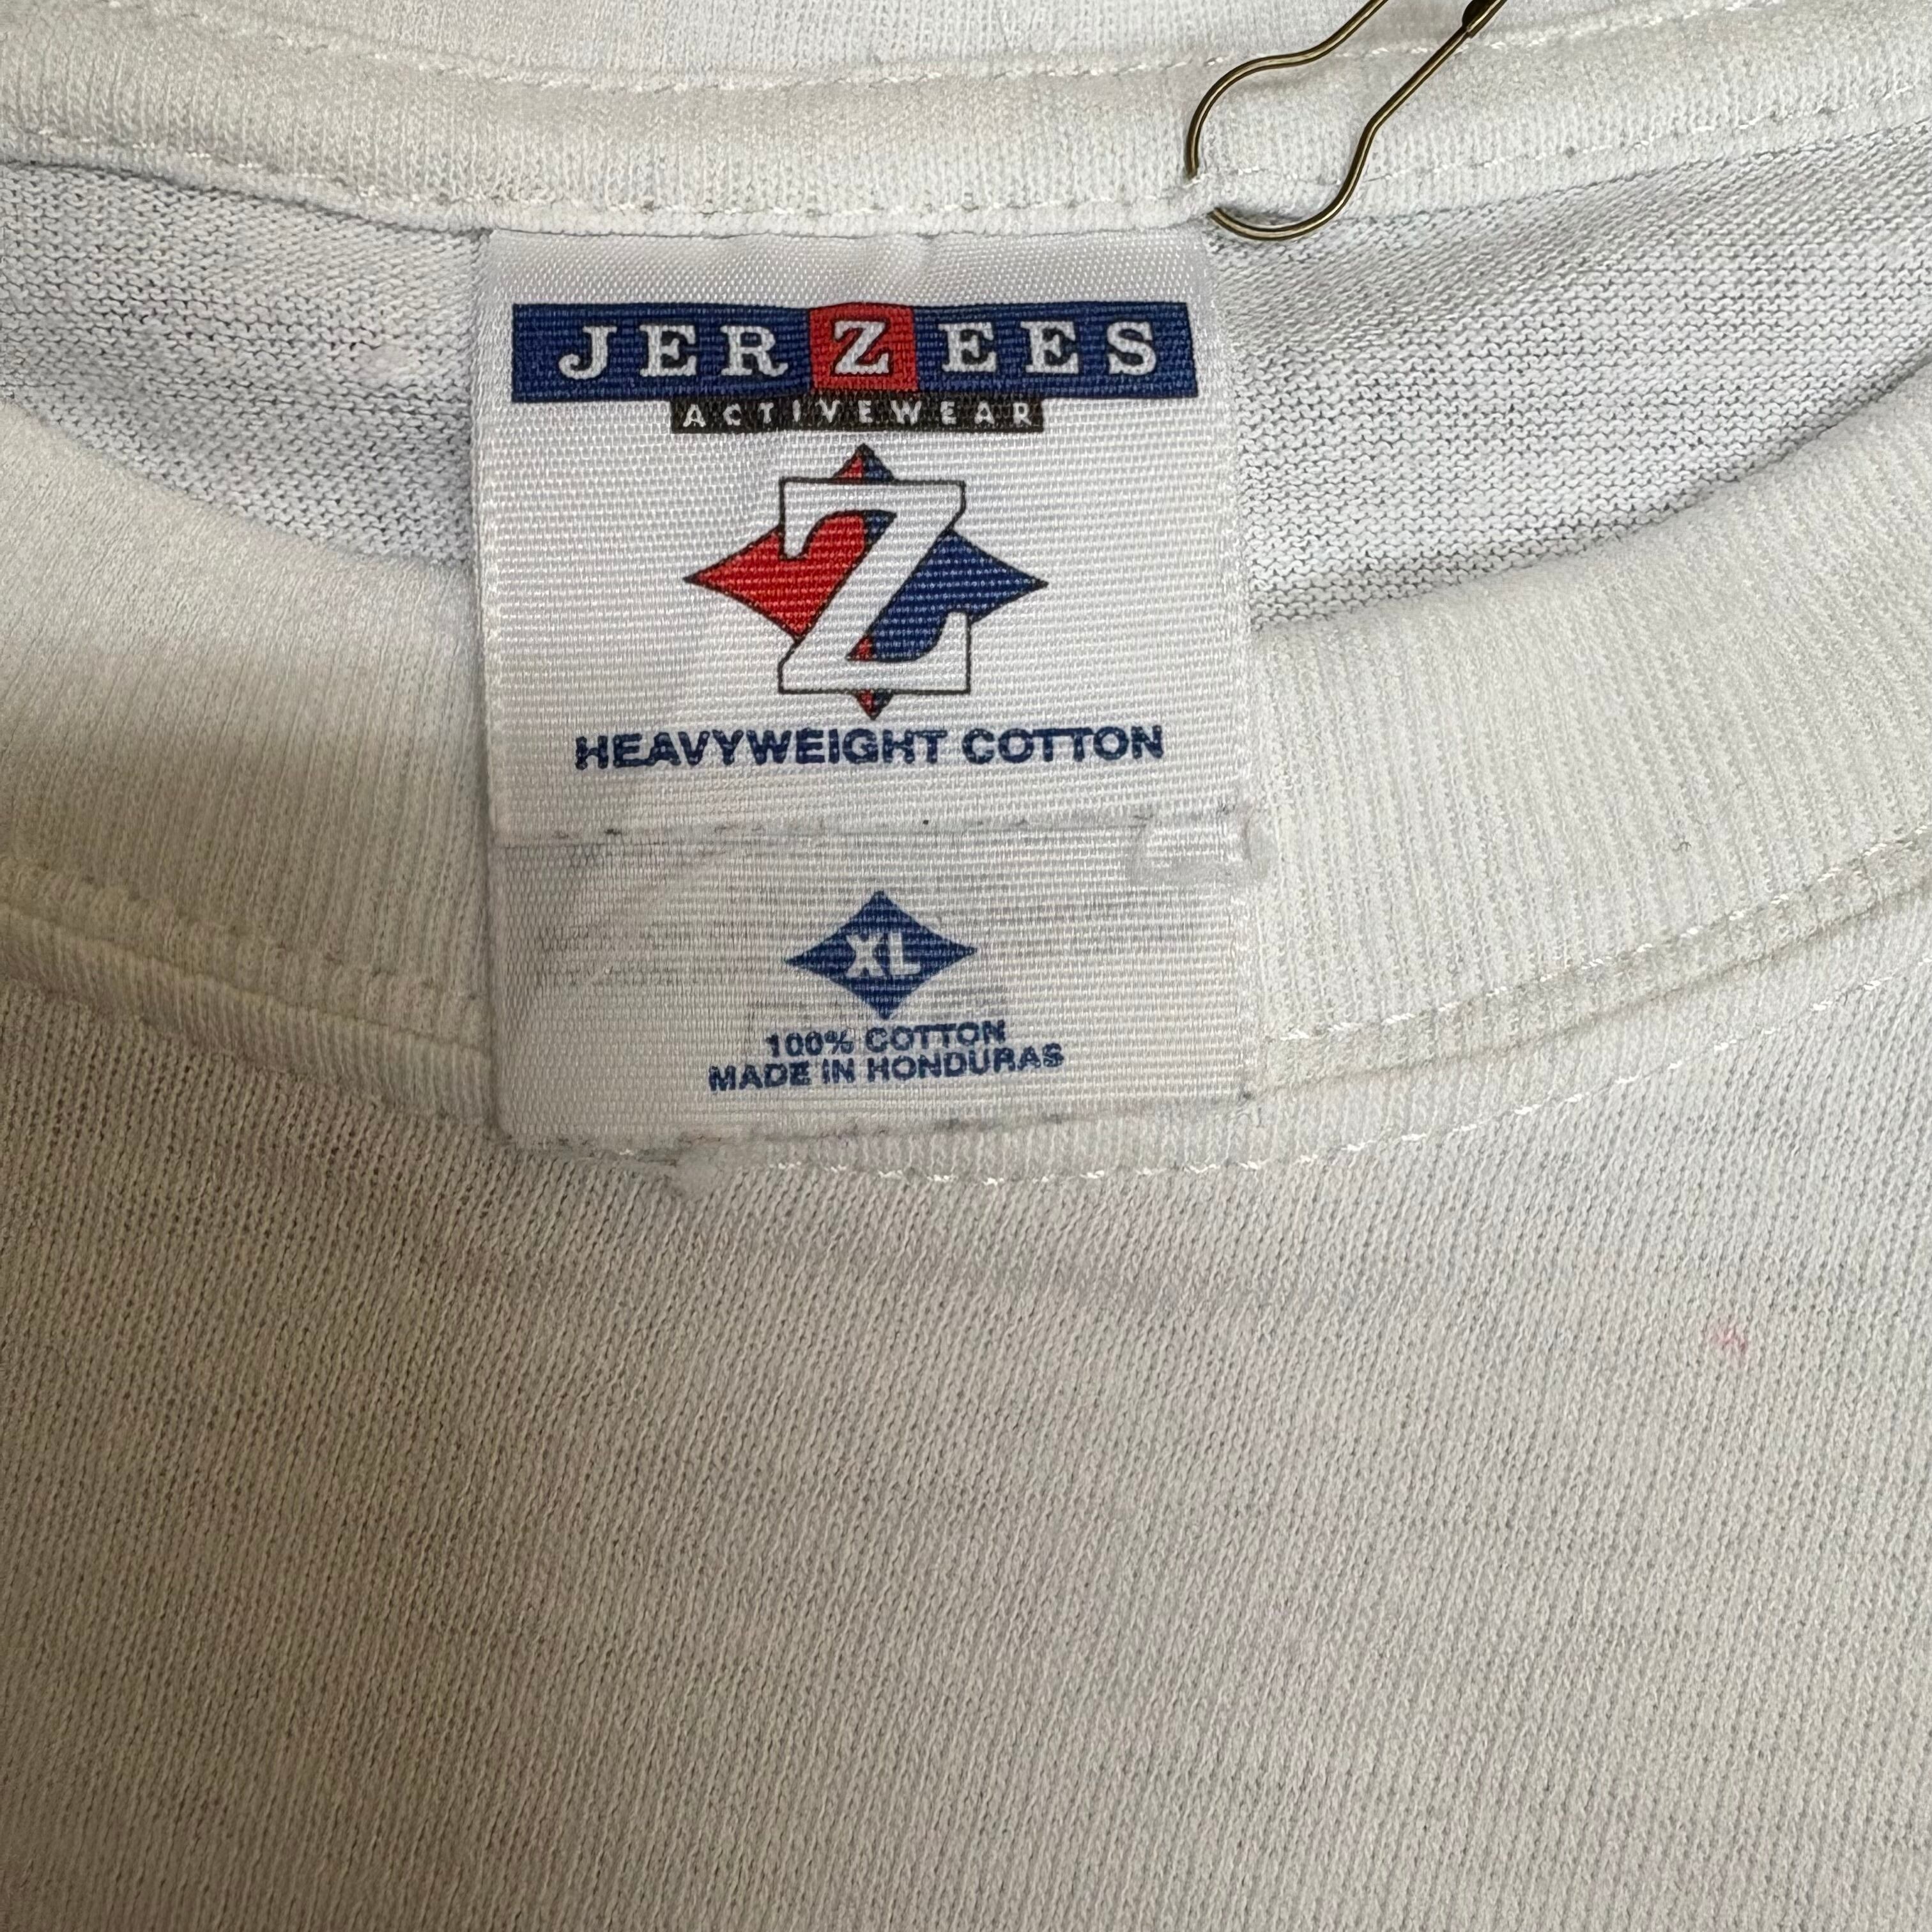 JERZEES
ACTIVEWEAR
Z
HEAVYWEIGHT COTTON
XL
100% COTTON
MADE IN HONDURAS